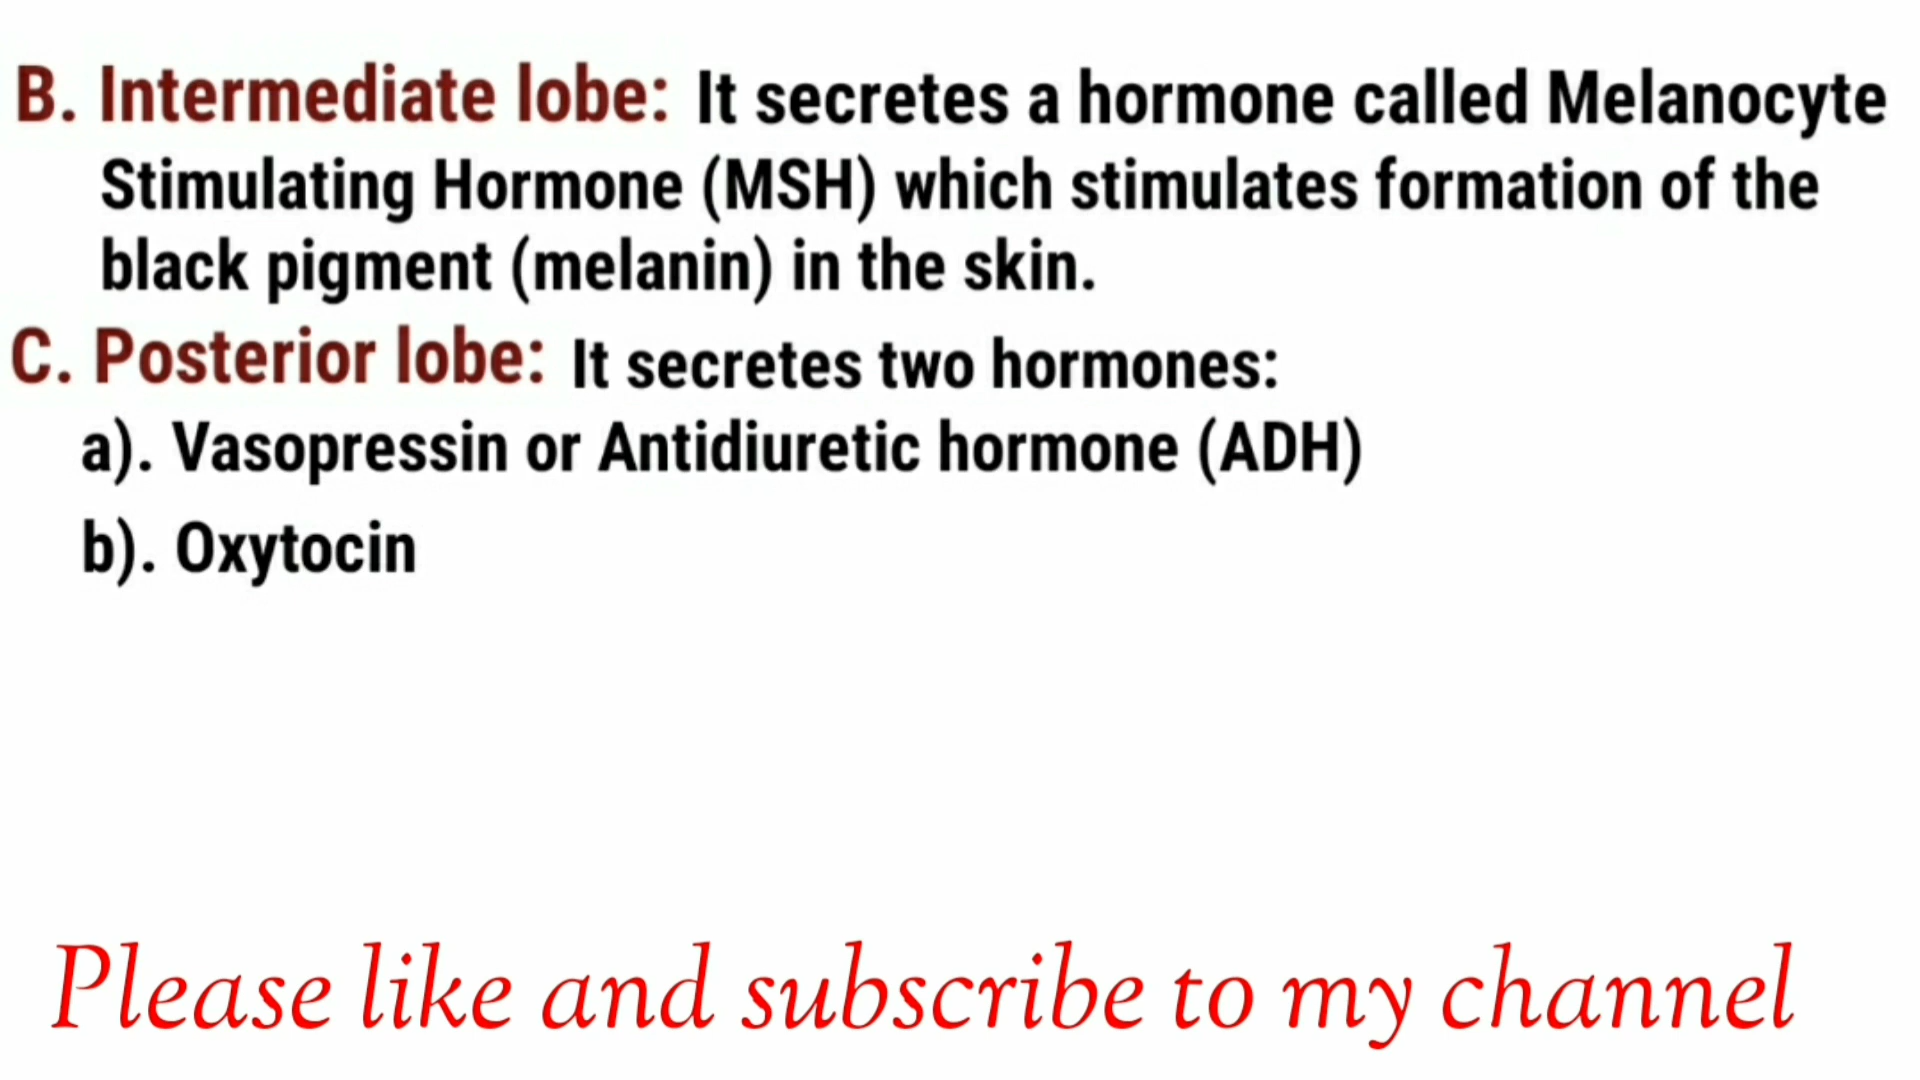 B. Intermediate lobe: It secretes a hormone called Melanocyte
Stimulating Hormone (MSH) which stimulates formation of the
black pigment (melanin) in the skin.
C. Posterior lobe: It secretes two hormones:
a). Vasopressin or Antidiuretic hormone (ADH)
b). Oxytocin
Please like and subscribe to my channel